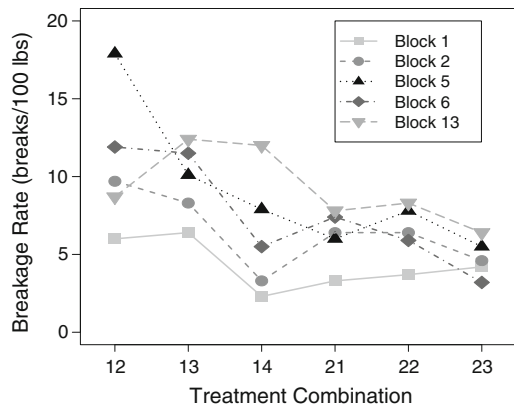 Breakage Rate (breaks/100 lbs)
20
15
10
5
0
Block 1
Block 2
Block 5
Block 6
Block 13
12 13 14 21 22 23
Treatment Combination